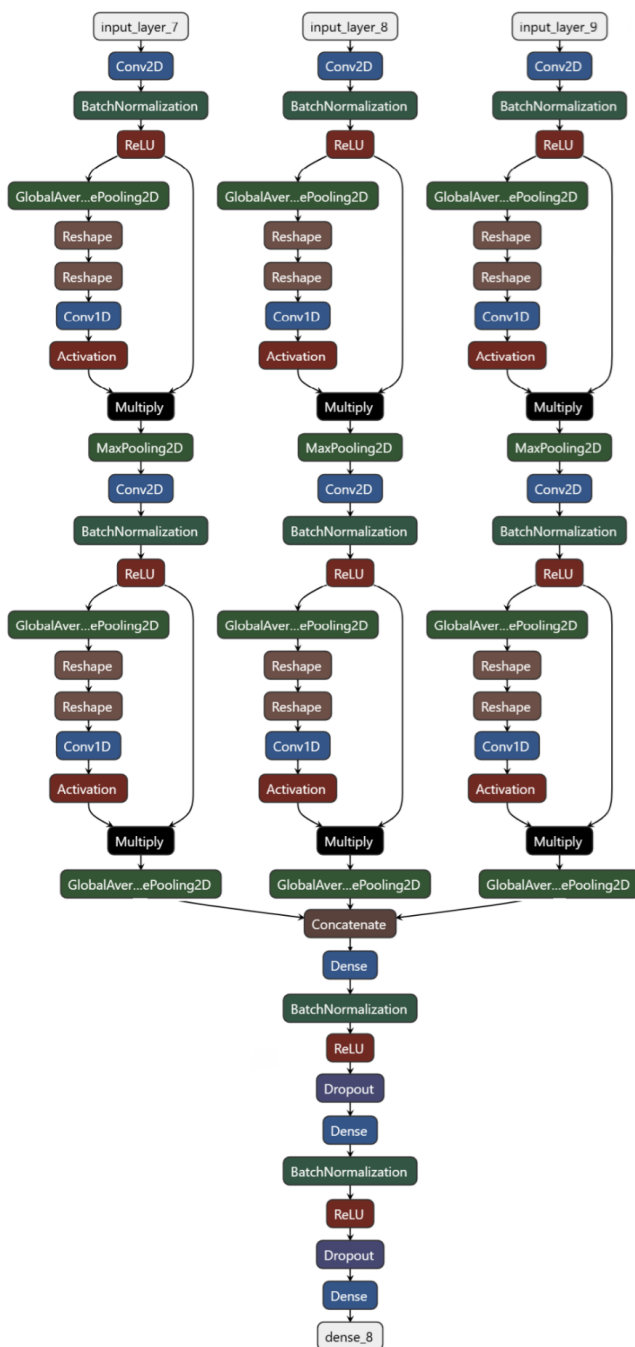 input_layer_7 input_layer_8 input_layer_9
Conv2D Conv2D Conv2D
BatchNormalization BatchNormalization BatchNormalization
ReLU ReLU ReLU
GlobalAver...ePooling2D GlobalAver...ePooling2D GlobalAver...ePooling2D
Reshape Reshape Reshape
Reshape Reshape Reshape
Conv1D Conv1D Conv1D
Activation Activation Activation
Multiply Multiply Multiply
MaxPooling2D MaxPooling2D MaxPooling2D
Conv2D Conv2D Conv2D
BatchNormalization BatchNormalization BatchNormalization
ReLU ReLU ReLU
GlobalAver...ePooling2D GlobalAver...ePooling2D GlobalAver...ePooling2D
Reshape Reshape Reshape
Reshape Reshape Reshape
Conv1D Conv1D Conv1D
Activation Activation Activation
Multiply Multiply Multiply
GlobalAver...ePooling2D GlobalAver...ePooling2D GlobalAver...ePooling2D
Concatenate
Dense
BatchNormalization
ReLU
Dropout
Dense
BatchNormalization
ReLU
Dropout
Dense
dense_8